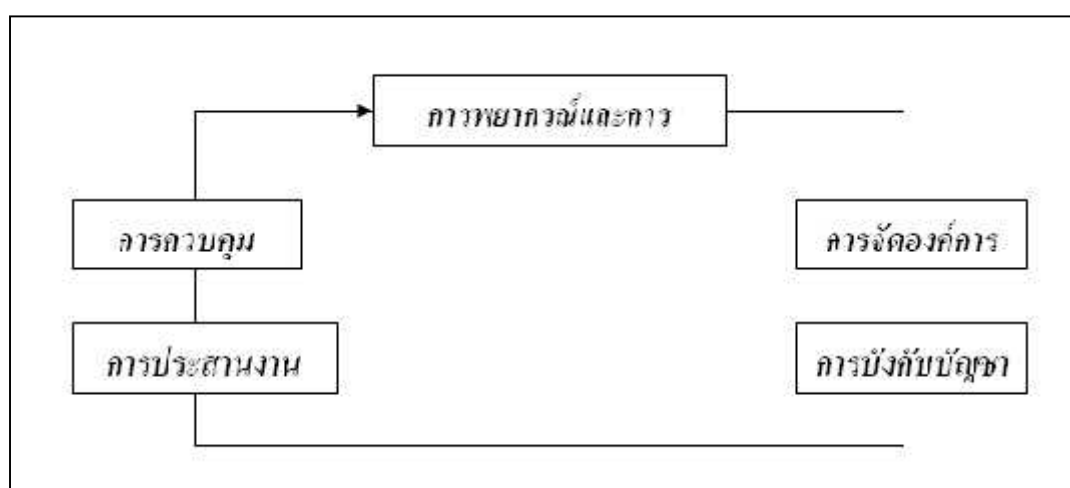 การพยากรณ์และการ
การควบคุม
การจัดองค์การ
การประสานงาน
การบังคับบัญชา